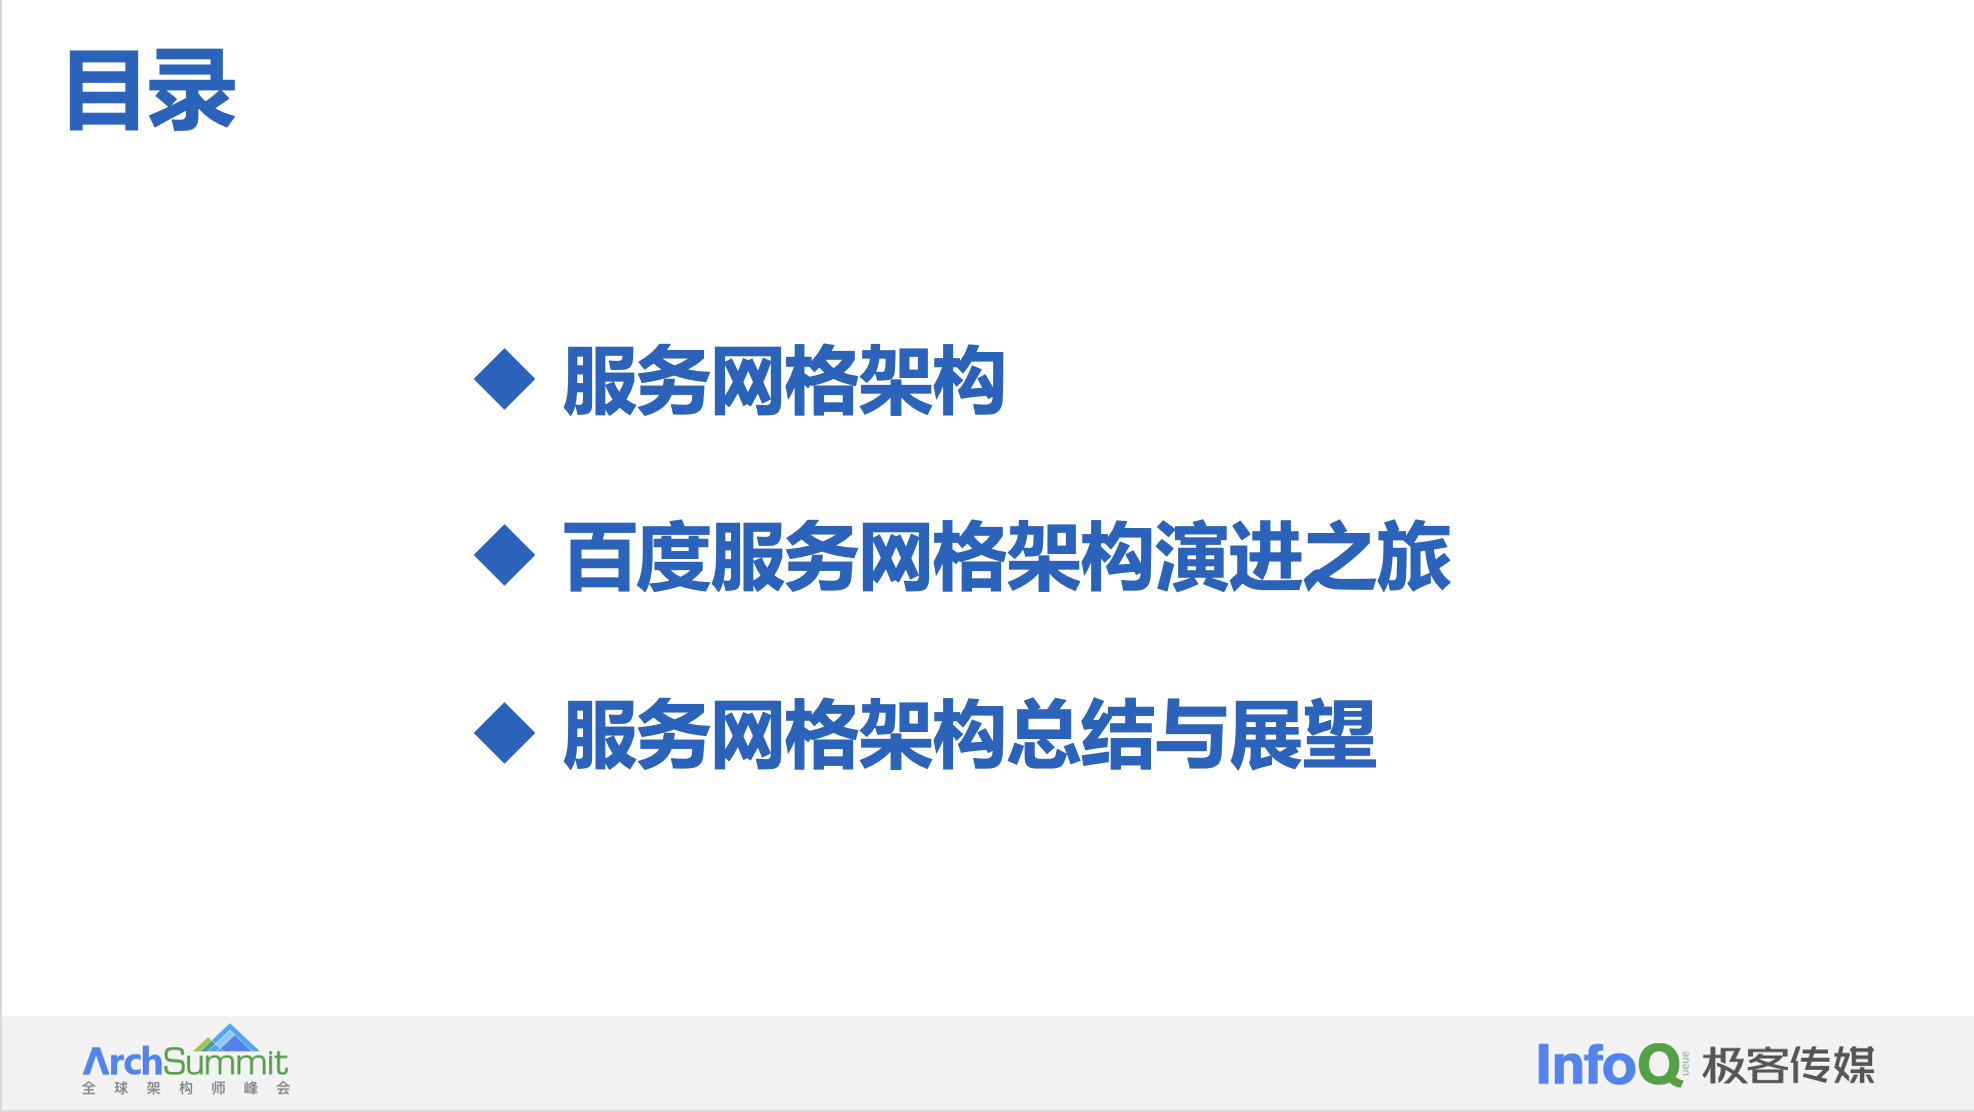 目录
◆ 服务网格架构
◆ 百度服务网格架构演进之旅
◆ 服务网格架构总结与展望
ArchSummit
全球架构师峰会
InfoQueue 极客传媒